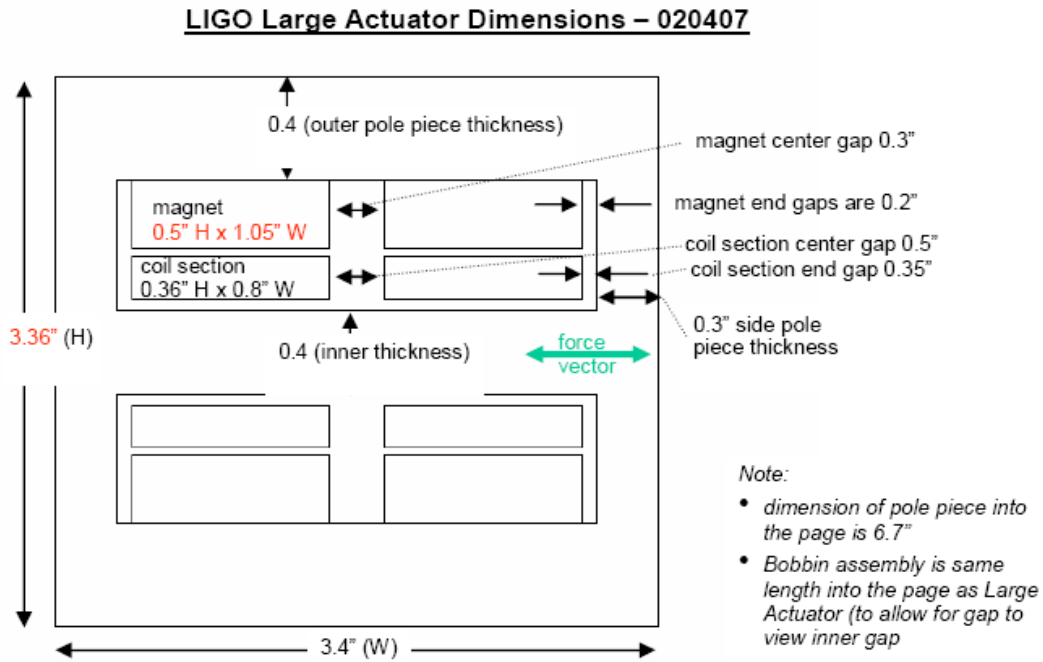 LIGO Large Actuator Dimensions – 020407
0.4 (outer pole piece thickness)
magnet center gap 0.3”
magnet
0.5” H x 1.05” W
magnet end gaps are 0.2”
coil section center gap 0.5”
coil section end gap 0.35”
coil section
0.36” H x 0.8” W
0.3” side pole
piece thickness
3.36” (H)
0.4 (inner thickness)
force
vector
Note:
• dimension of pole piece into
the page is 6.7”
• Bobbin assembly is same
length into the page as Large
Actuator (to allow for gap to
view inner gap
3.4” (W)